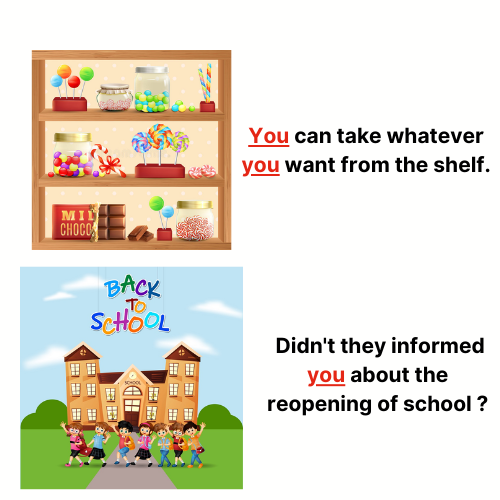 You can take whatever
you want from the shelf.
MIL
CHOCO
BACK
TO
SCHOOL
SCHOOL
Didn't they informed
you about the
reopening of school ?